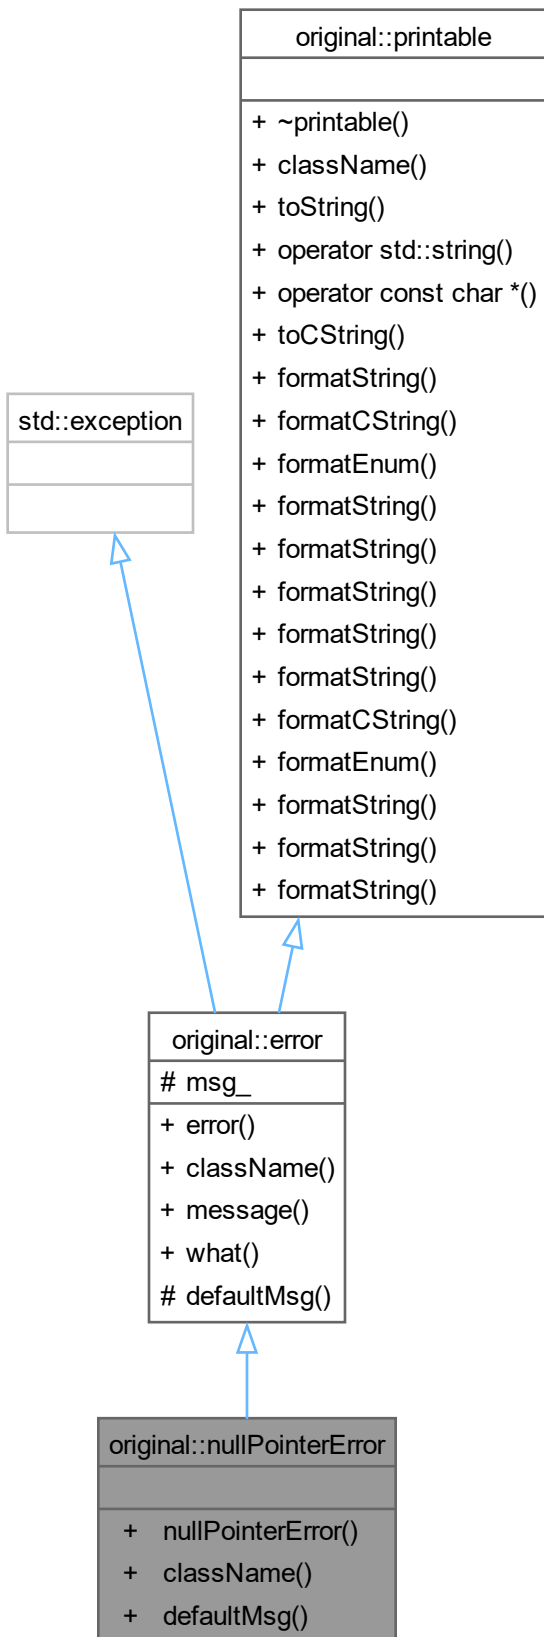 original::printable
+ ~printable()
+ className()
+ toString()
+ operator std::string()
+ operator const char *()
+ toCString()
+ formatString()
+ formatCString()
+ formatEnum()
+ formatString()
+ formatString()
+ formatString()
+ formatString()
+ formatString()
+ formatCString()
+ formatEnum()
+ formatString()
+ formatString()
+ formatString()
std::exception
original::error
# msg_
+ error()
+ className()
+ message()
+ what()
# defaultMsg()
original::nullPointerError
+ nullPointerError()
+ className()
+ defaultMsg()